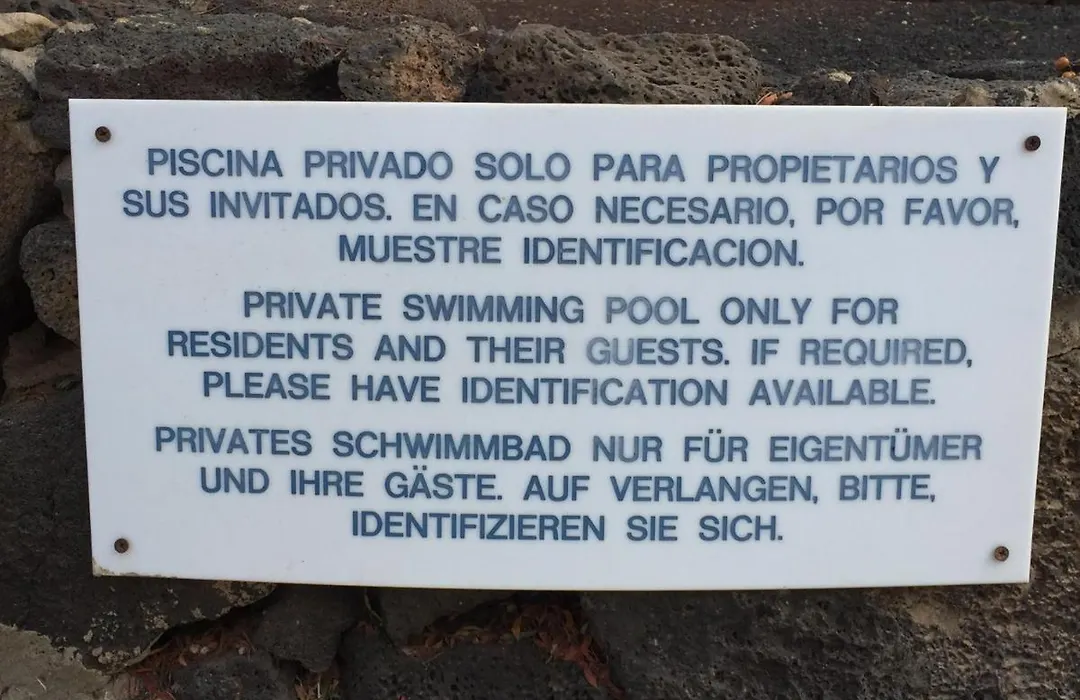 PISCINA PRIVADO SOLO PARA PROPIETARIOS Y
SUS INVITADOS. EN CASO NECESARIO, POR FAVOR,
MUESTRE IDENTIFICACION.
PRIVATE SWIMMING POOL ONLY FOR
RESIDENTS AND THEIR GUESTS. IF REQUIRED,
PLEASE HAVE IDENTIFICATION AVAILABLE.
PRIVATES SCHWIMMBAD NUR FÜR EIGENTÜMER
UND IHRE GÄSTE. AUF VERLANGEN, BITTE,
IDENTIFIZIEREN SIE SICH.